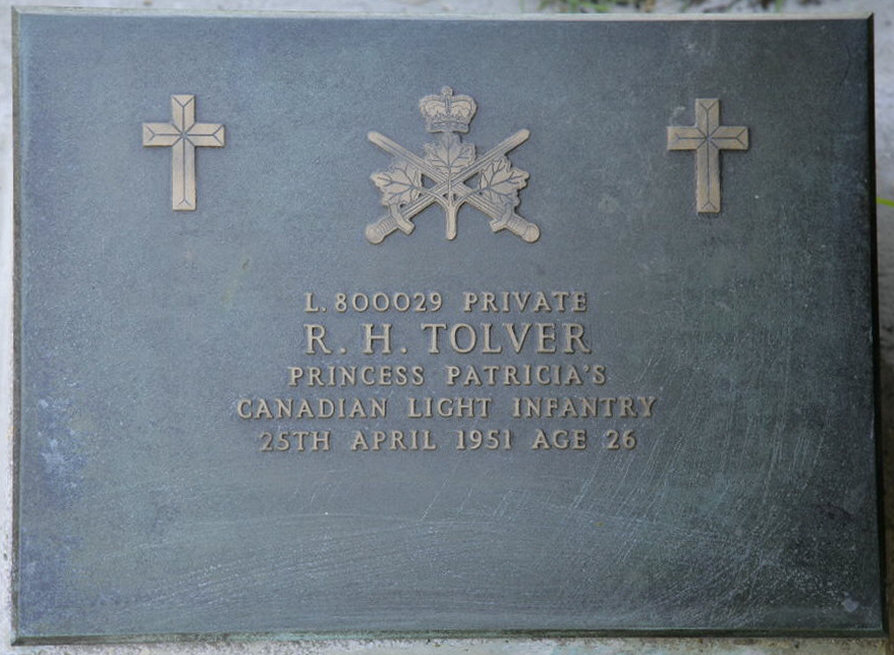 L. 800029 PRIVATE
R. H. TOLVER
PRINCESS PATRICIA'S
CANADIAN LIGHT INFANTRY
25TH APRIL 1951 AGE 26